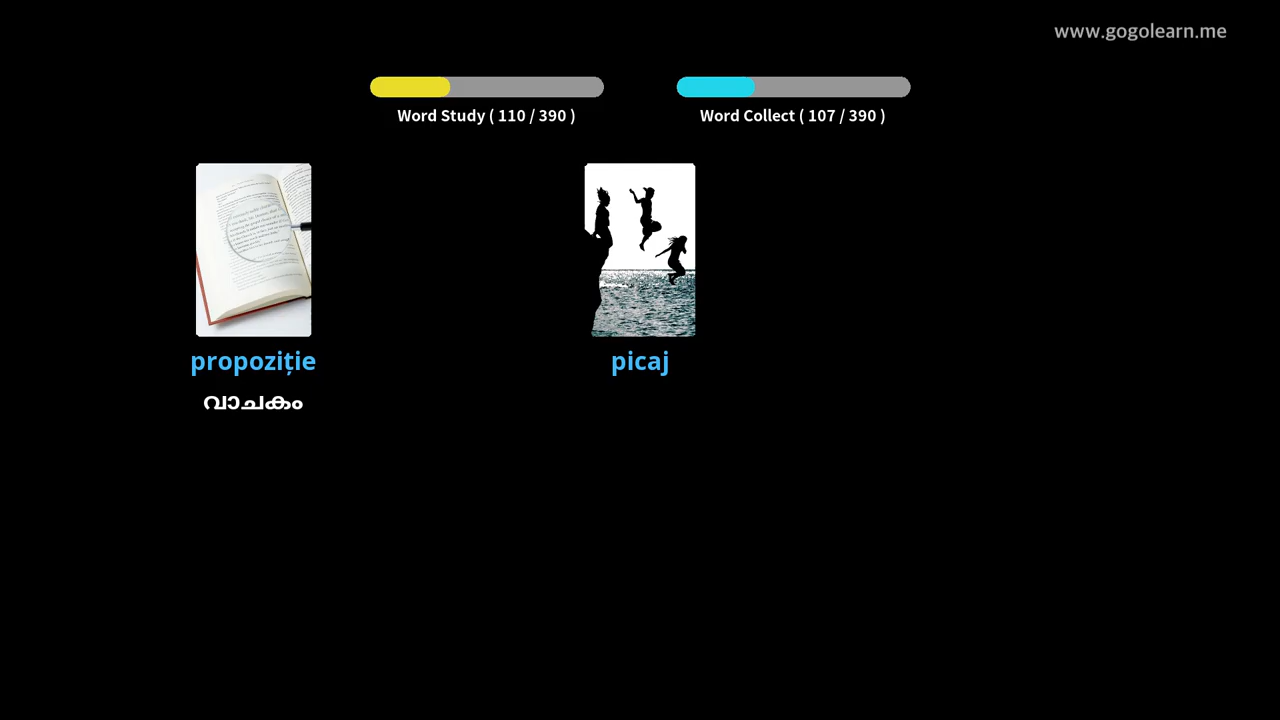 www.gogolearn.me
Word Study ( 110 / 390 )
Word Collect ( 107 / 390 )
propoziție
picaj
വാചകം